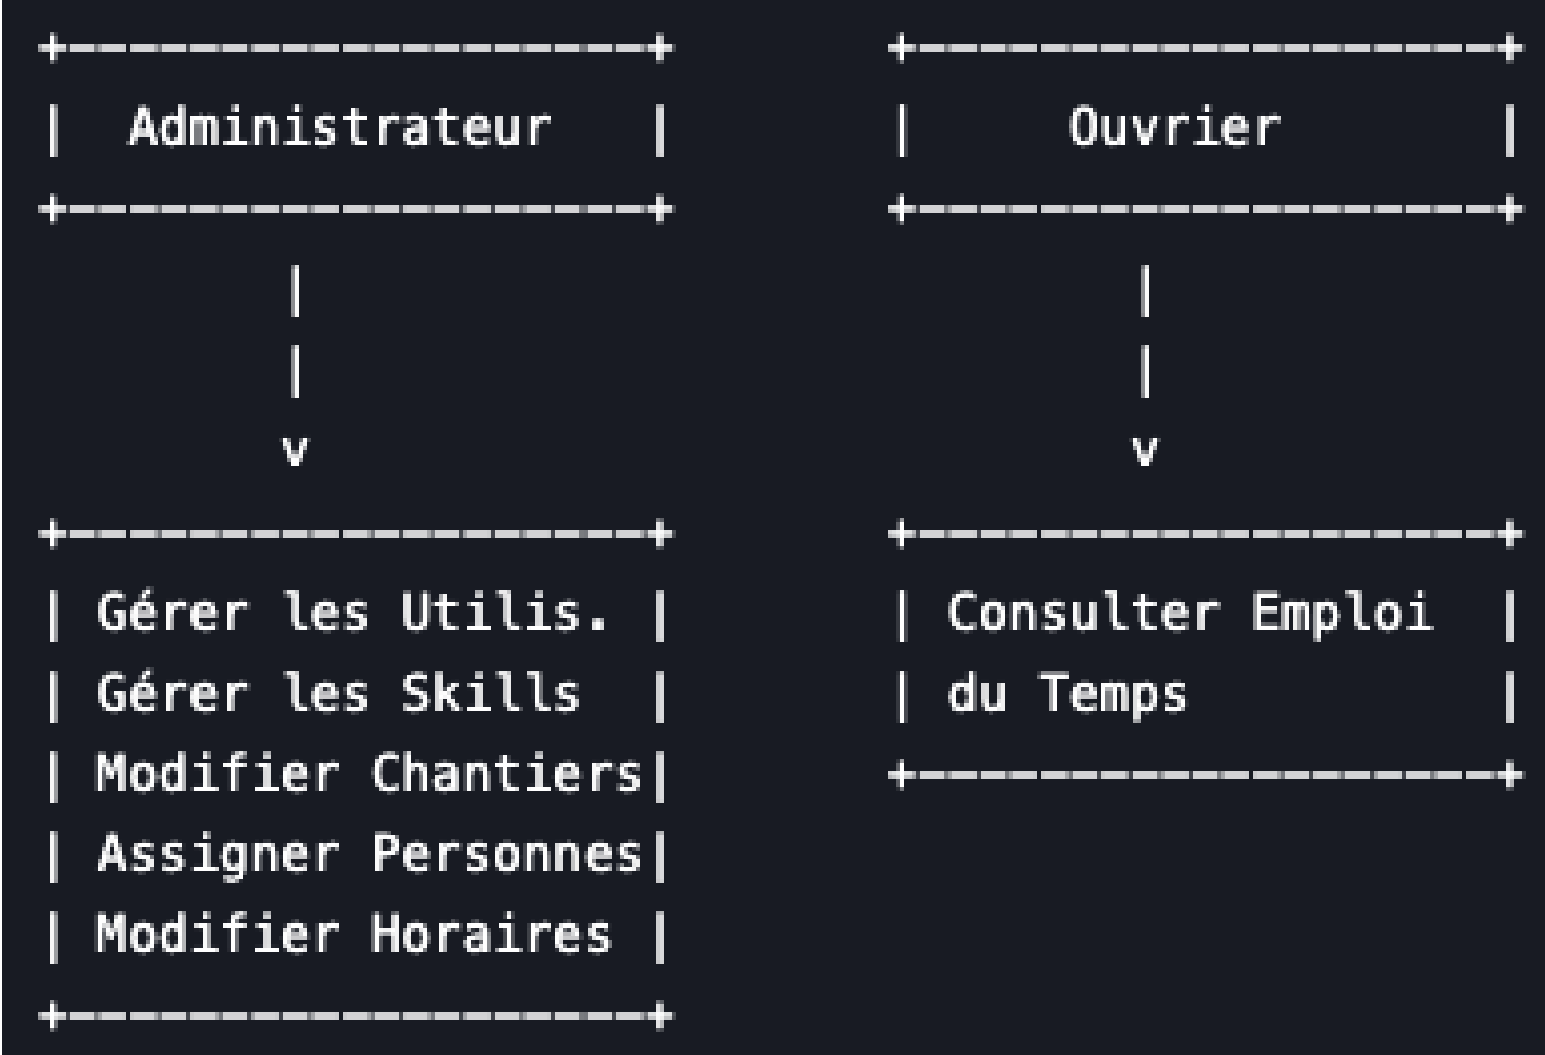 Administrateur
Ouvrier
Gérer les Utilis.
Gérer les Skills
Modifier Chantiers
Assigner Personnes
Modifier Horaires
Consulter Emploi
du Temps